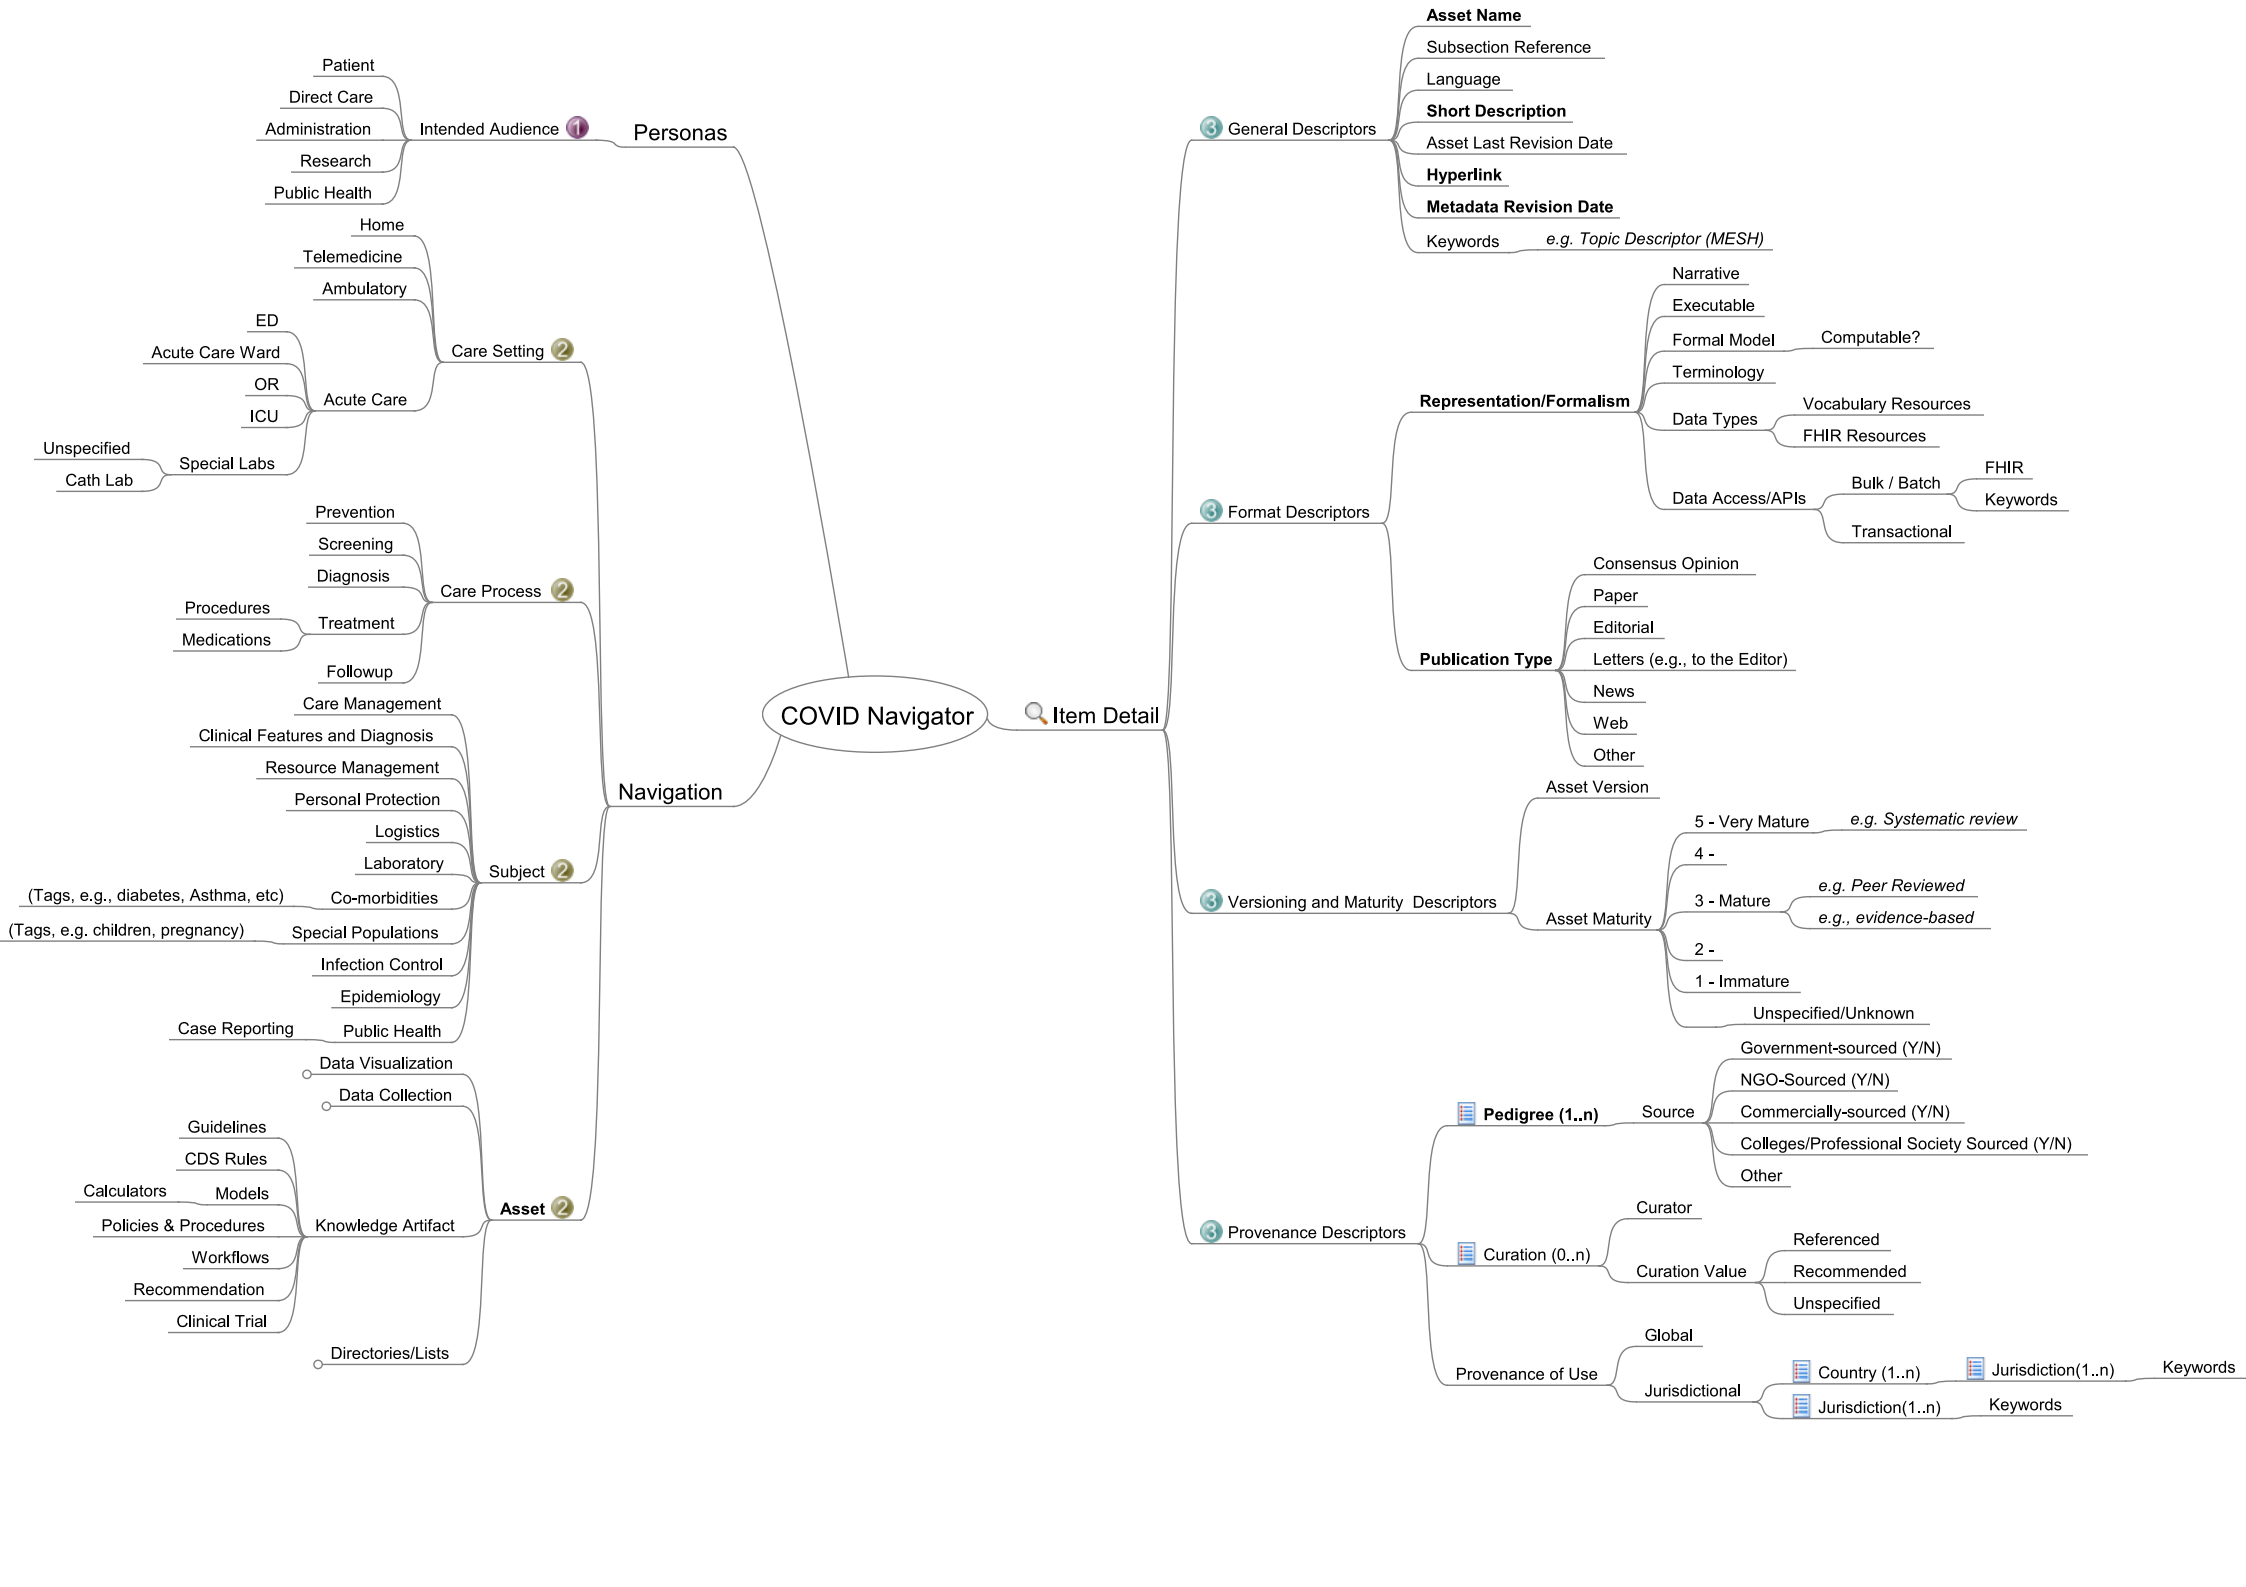 COVID Navigator
Personas
Intended Audience 1
Patient
Direct Care
Administration
Research
Public Health
Navigation
Care Setting 2
Home
Telemedicine
Ambulatory
Acute Care
ED
Acute Care Ward
OR
ICU
Special Labs
Unspecified
Cath Lab
Care Process 2
Prevention
Screening
Diagnosis
Treatment
Procedures
Medications
Followup
Subject 2
Care Management
Clinical Features and Diagnosis
Resource Management
Personal Protection
Logistics
Laboratory
Co-morbidities
(Tags, e.g., diabetes, Asthma, etc)
Special Populations
(Tags, e.g. children, pregnancy)
Infection Control
Epidemiology
Public Health
Case Reporting
Asset 2
Data Visualization
Data Collection
Knowledge Artifact
Guidelines
CDS Rules
Models
Calculators
Policies & Procedures
Workflows
Recommendation
Clinical Trial
Directories/Lists
Item Detail
3 General Descriptors
Asset Name
Subsection Reference
Language
Short Description
Asset Last Revision Date
Hyperlink
Metadata Revision Date
Keywords
e.g. Topic Descriptor (MESH)
3 Format Descriptors
Representation/Formalism
Narrative
Executable
Formal Model
Computable?
Terminology
Data Types
Vocabulary Resources
FHIR Resources
Data Access/APIs
Bulk / Batch
FHIR
Keywords
Transactional
Publication Type
Consensus Opinion
Paper
Editorial
Letters (e.g., to the Editor)
News
Web
Other
3 Versioning and Maturity Descriptors
Asset Version
Asset Maturity
5 - Very Mature
e.g. Systematic review
4 -
3 - Mature
e.g. Peer Reviewed
e.g., evidence-based
2 -
1 - Immature
Unspecified/Unknown
3 Provenance Descriptors
Pedigree (1..n)
Source
Government-sourced (Y/N)
NGO-Sourced (Y/N)
Commercially-sourced (Y/N)
Colleges/Professional Society Sourced (Y/N)
Other
Curation (0..n)
Curator
Curation Value
Referenced
Recommended
Unspecified
Provenance of Use
Global
Jurisdictional
Country (1..n)
Jurisdiction(1..n)
Keywords
Jurisdiction(1..n)
Keywords